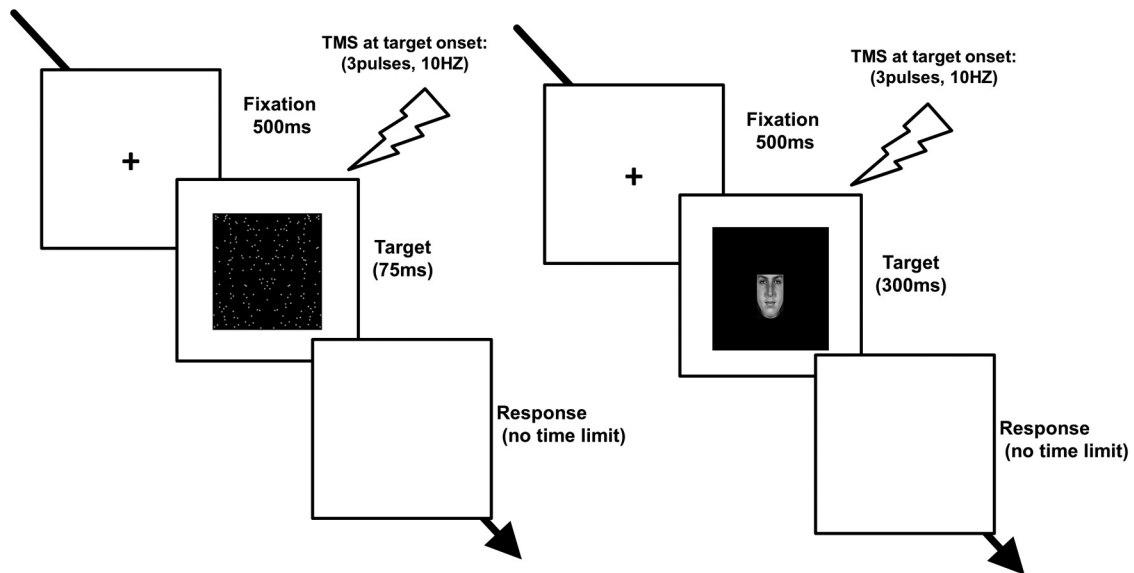 TMS at target onset:
(3pulses, 10HZ)
Fixation
500ms
+
Target
(75ms)
Response
(no time limit)
TMS at target onset:
(3pulses, 10HZ)
Fixation
500ms
+
Target
(300ms)
Response
(no time limit)